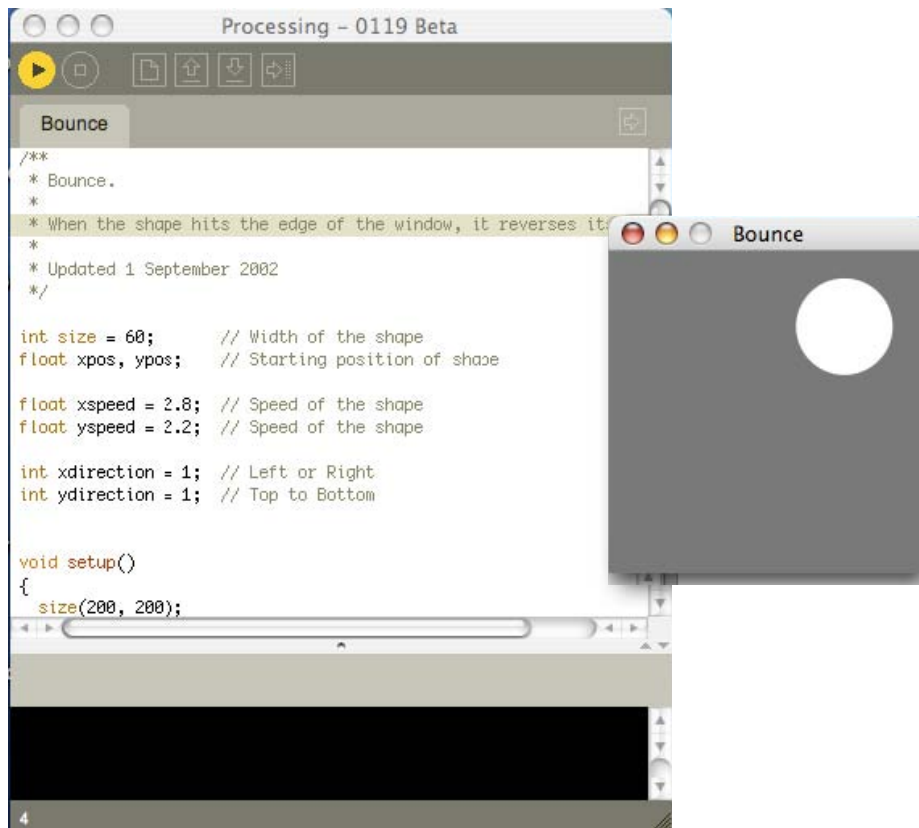 Processing – 0119 Beta
Bounce
/**
 * Bounce.
 *
 * When the shape hits the edge of the window, it reverses
 *
 * Updated 1 September 2002
 */
int size = 60;       // Width of the shape
float xpos, ypos;    // Starting position of shape
float xspeed = 2.8;  // Speed of the shape
float yspeed = 2.2;  // Speed of the shape
int xdirection = 1;  // Left or Right
int ydirection = 1;  // Top to Bottom
void setup()
{
  size(200, 200);
4
Bounce